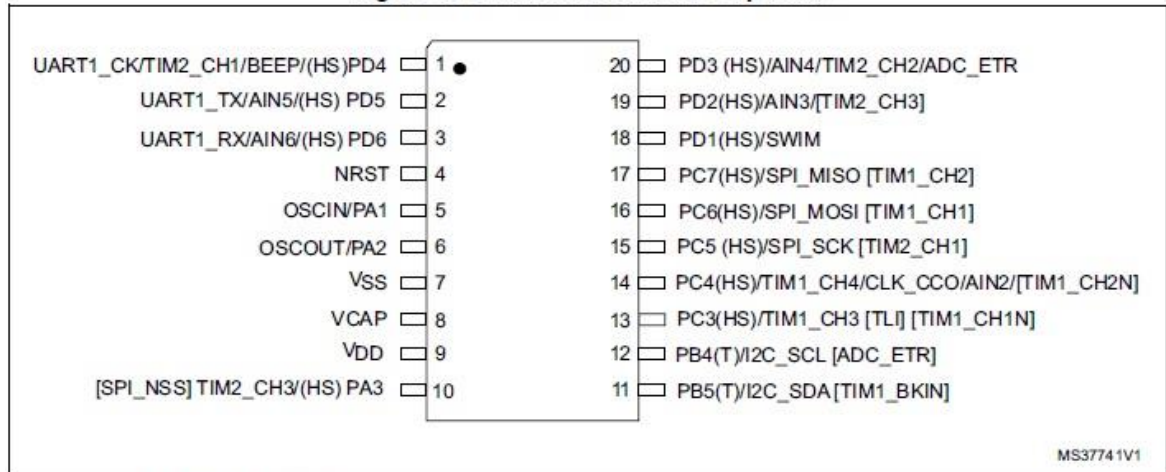 UART1_CK/TIM2_CH1/BEEP/(HS)PD4 1 20 PD3 (HS)/AIN4/TIM2_CH2/ADC_ETR
UART1_TX/AIN5/(HS) PD5 2 19 PD2(HS)/AIN3/[TIM2_CH3]
UART1_RX/AIN6/(HS) PD6 3 18 PD1(HS)/SWIM
NRST 4 17 PC7(HS)/SPI_MISO [TIM1_CH2]
OSCIN/PA1 5 16 PC6(HS)/SPI_MOSI [TIM1_CH1]
OSCOUT/PA2 6 15 PC5 (HS)/SPI_SCK [TIM2_CH1]
VSS 7 14 PC4(HS)/TIM1_CH4/CLK_CCO/AIN2/[TIM1_CH2N]
VCAP 8 13 PC3(HS)/TIM1_CH3 [TLI] [TIM1_CH1N]
VDD 9 12 PB4(T)/I2C_SCL [ADC_ETR]
[SPI_NSS] TIM2_CH3/(HS) PA3 10 11 PB5(T)/I2C_SDA [TIM1_BKIN]
MS37741V1